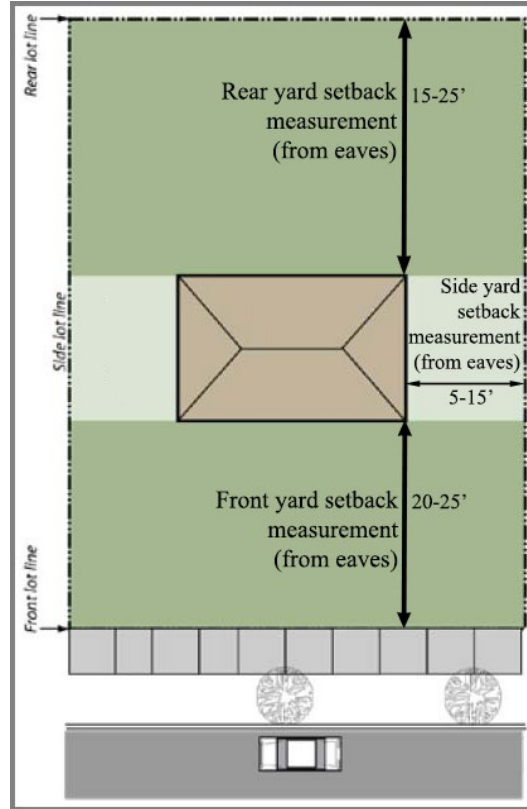 Rear lot line
Rear yard setback
measurement
(from eaves)
15-25’
Side lot line
Side yard
setback
measurement
(from eaves)
5-15’
Front yard setback
measurement
(from eaves)
20-25’
Front lot line